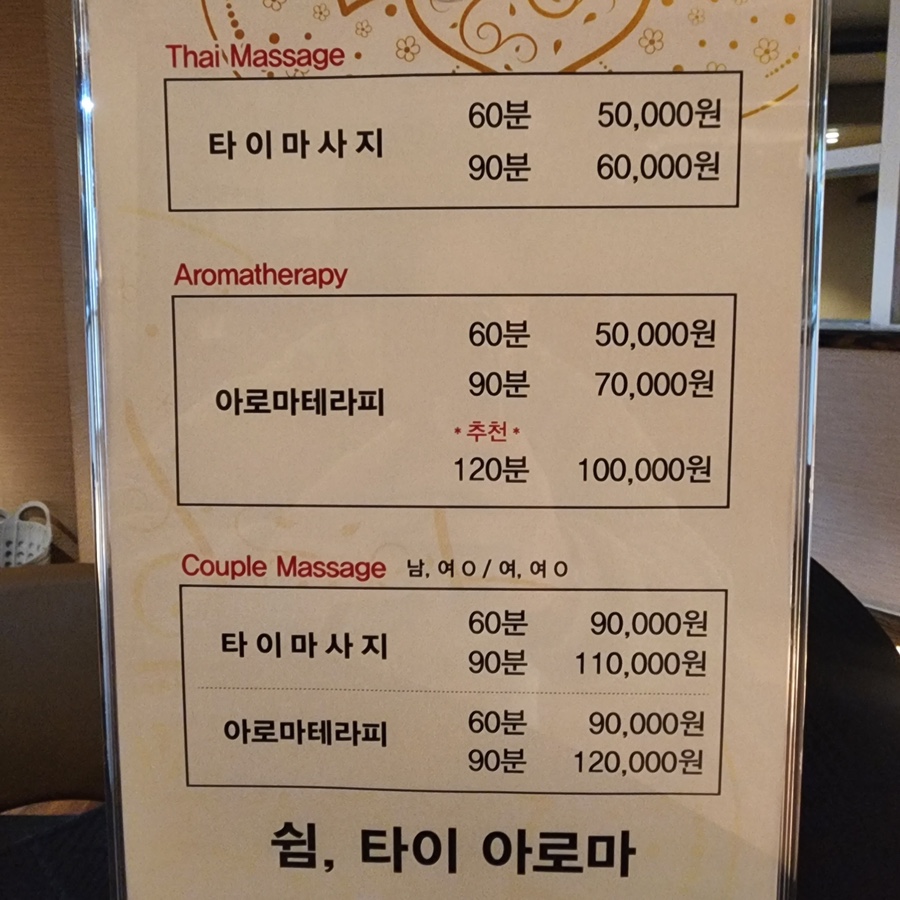 Thai Massage
타이마사지
60분 50,000원
90분 60,000원
Aromatherapy
아로마테라피
60분 50,000원
90분 70,000원
*추천*
120분 100,000원
Couple Massage 남, 여 O / 여, 여 O
타이마사지
60분 90,000원
90분 110,000원
아로마테라피
60분 90,000원
90분 120,000원
쉼, 타이 아로마